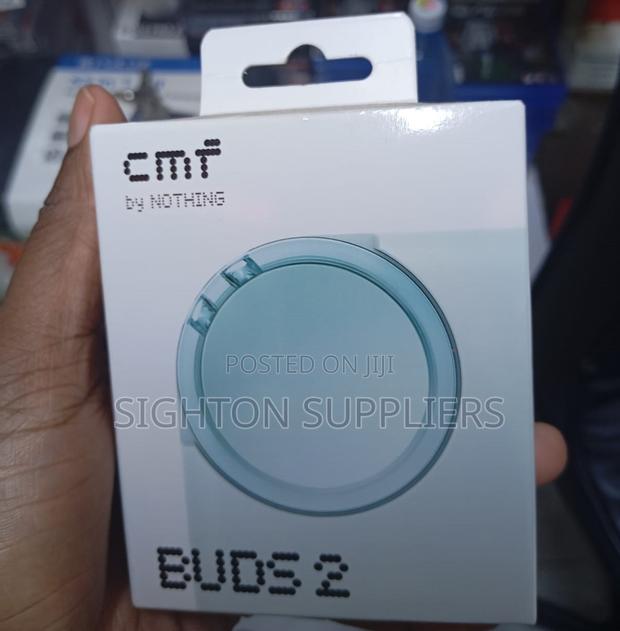 cmf
by NOTHING
POSTED ON JIJI
SIGHTON SUPPLIERS
BUDS 2